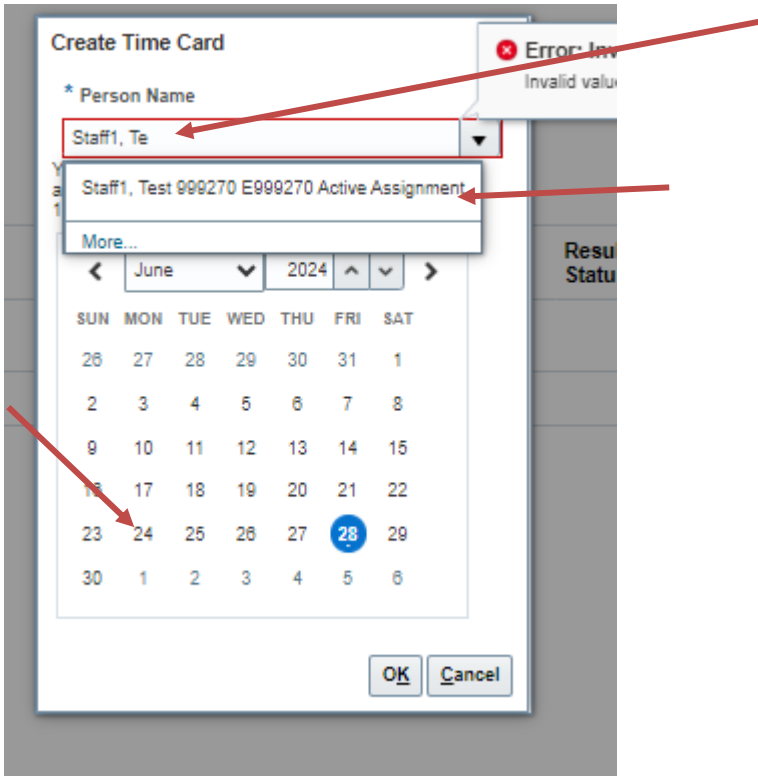 Create Time Card
Error: Inv
Invalid valu
* Person Name
Staff1, Te
Y
Staff1, Test 999270 E999270 Active Assignment
a
1
More...
June 2024
Resu
Statu
SUN MON TUE WED THU FRI SAT
26 27 28 29 30 31 1
2 3 4 5 6 7 8
9 10 11 12 13 14 15
16 17 18 19 20 21 22
23 24 25 26 27 28 29
30 1 2 3 4 5 6
OK Cancel